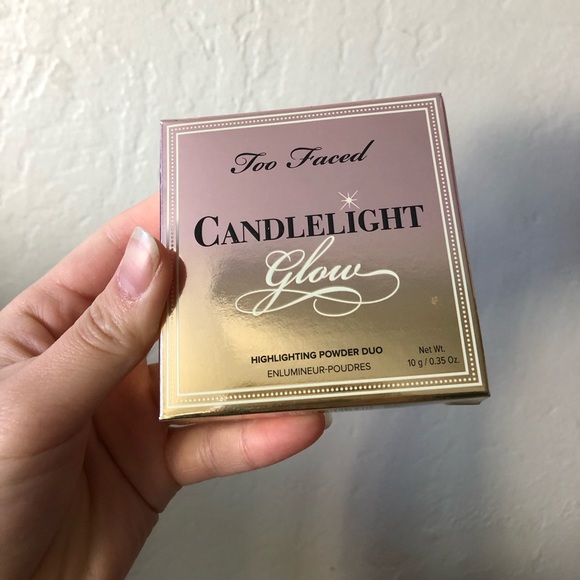 Too Faced
CANDLELIGHT
Glow
HIGHLIGHTING POWDER DUO
ENLUMINEUR-POUDRES
Net Wt.
10 g / 0.35 Oz.